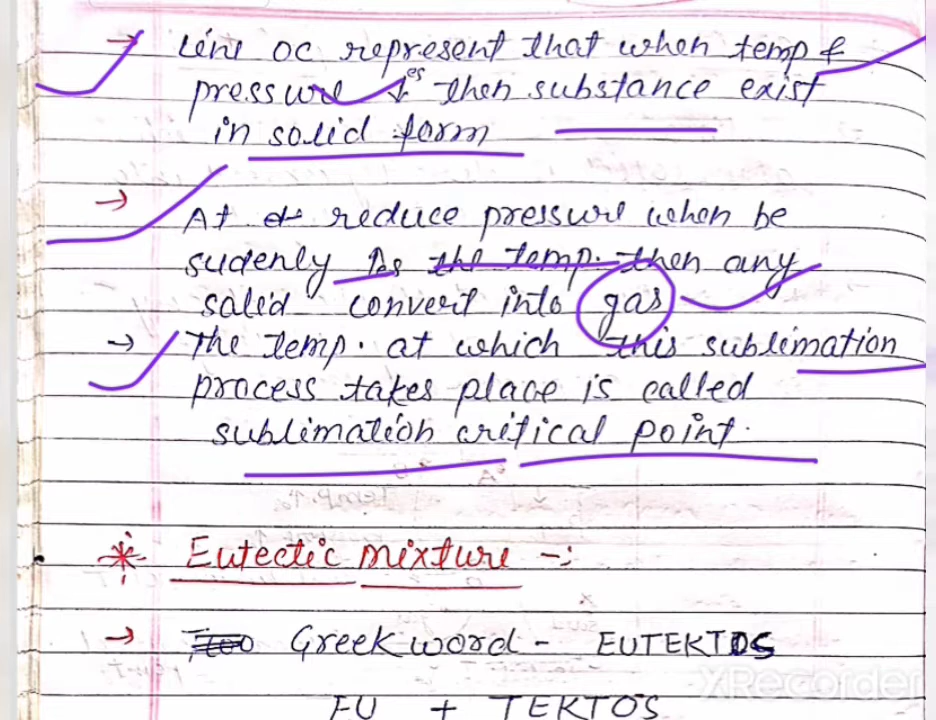 → Line oc represent that when temp &
pressure ↓es then substance exist
in solid form
→ At reduce pressure when be
sudenly ↑s the temp. then any
solid convert into gas
→ The temp. at which this sublimation
process takes place is called
sublimation critical point.
* Eutectic mixture -:
→ Greek word - EUTEKTOS
EU + TEKTOS
XRecorder